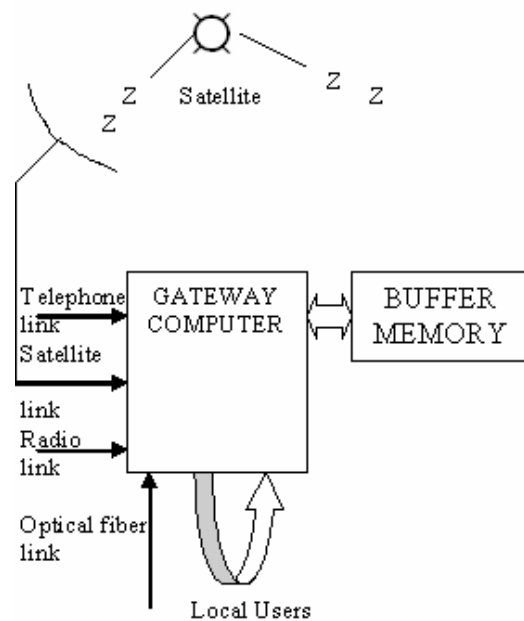 Z
Z
Satellite
Z
Z
Telephone
link
Satellite
link
Radio
link
Optical fiber
link
GATEWAY
COMPUTER
BUFFER
MEMORY
Local Users